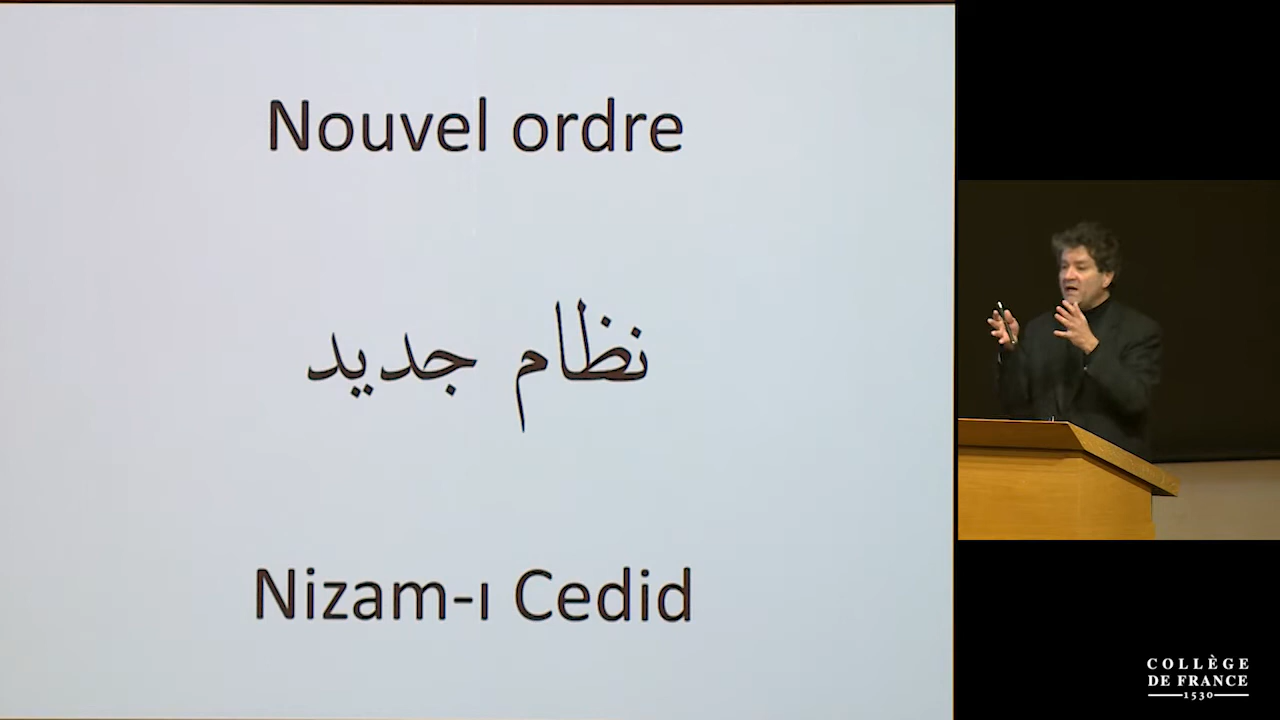 Nouvel ordre
نظام جديد
Nizam-ı Cedid
COLLÈGE
DE FRANCE
1530